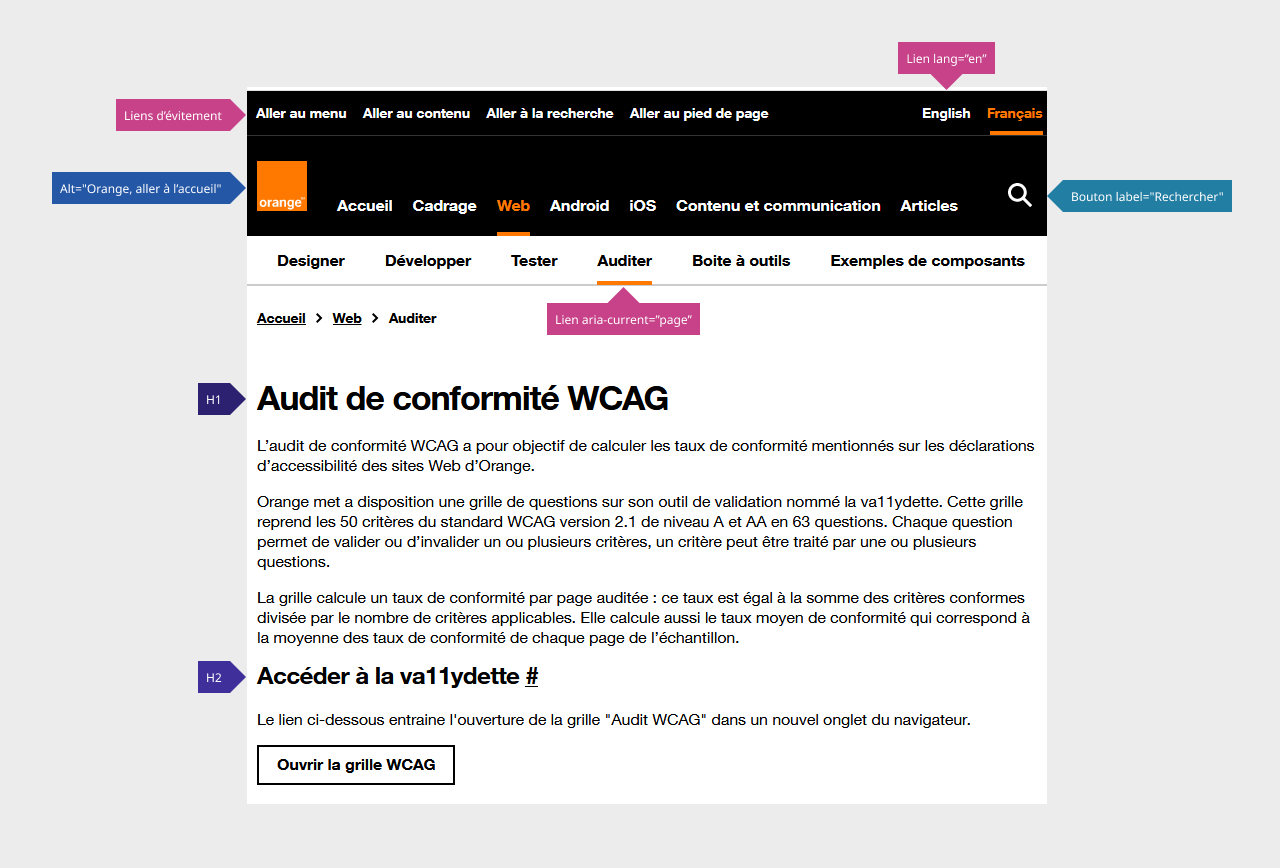 Lien lang=”en”
Liens d’évitement
Aller au menu Aller au contenu Aller à la recherche Aller au pied de page English Français
Alt="Orange, aller à l’accueil"
orange™
Accueil Cadrage Web Android iOS Contenu et communication Articles
Bouton label="Rechercher"
Designer Développer Tester Auditer Boite à outils Exemples de composants
Accueil > Web > Auditer
Lien aria-current=”page”
H1
Audit de conformité WCAG
L’audit de conformité WCAG a pour objectif de calculer les taux de conformité mentionnés sur les déclarations
d’accessibilité des sites Web d’Orange.
Orange met a disposition une grille de questions sur son outil de validation nommé la va11ydette. Cette grille
reprend les 50 critères du standard WCAG version 2.1 de niveau A et AA en 63 questions. Chaque question
permet de valider ou d’invalider un ou plusieurs critères, un critère peut être traité par une ou plusieurs
questions.
La grille calcule un taux de conformité par page auditée : ce taux est égal à la somme des critères conformes
divisée par le nombre de critères applicables. Elle calcule aussi le taux moyen de conformité qui correspond à
la moyenne des taux de conformité de chaque page de l’échantillon.
H2
Accéder à la va11ydette #
Le lien ci-dessous entraine l'ouverture de la grille "Audit WCAG" dans un nouvel onglet du navigateur.
Ouvrir la grille WCAG